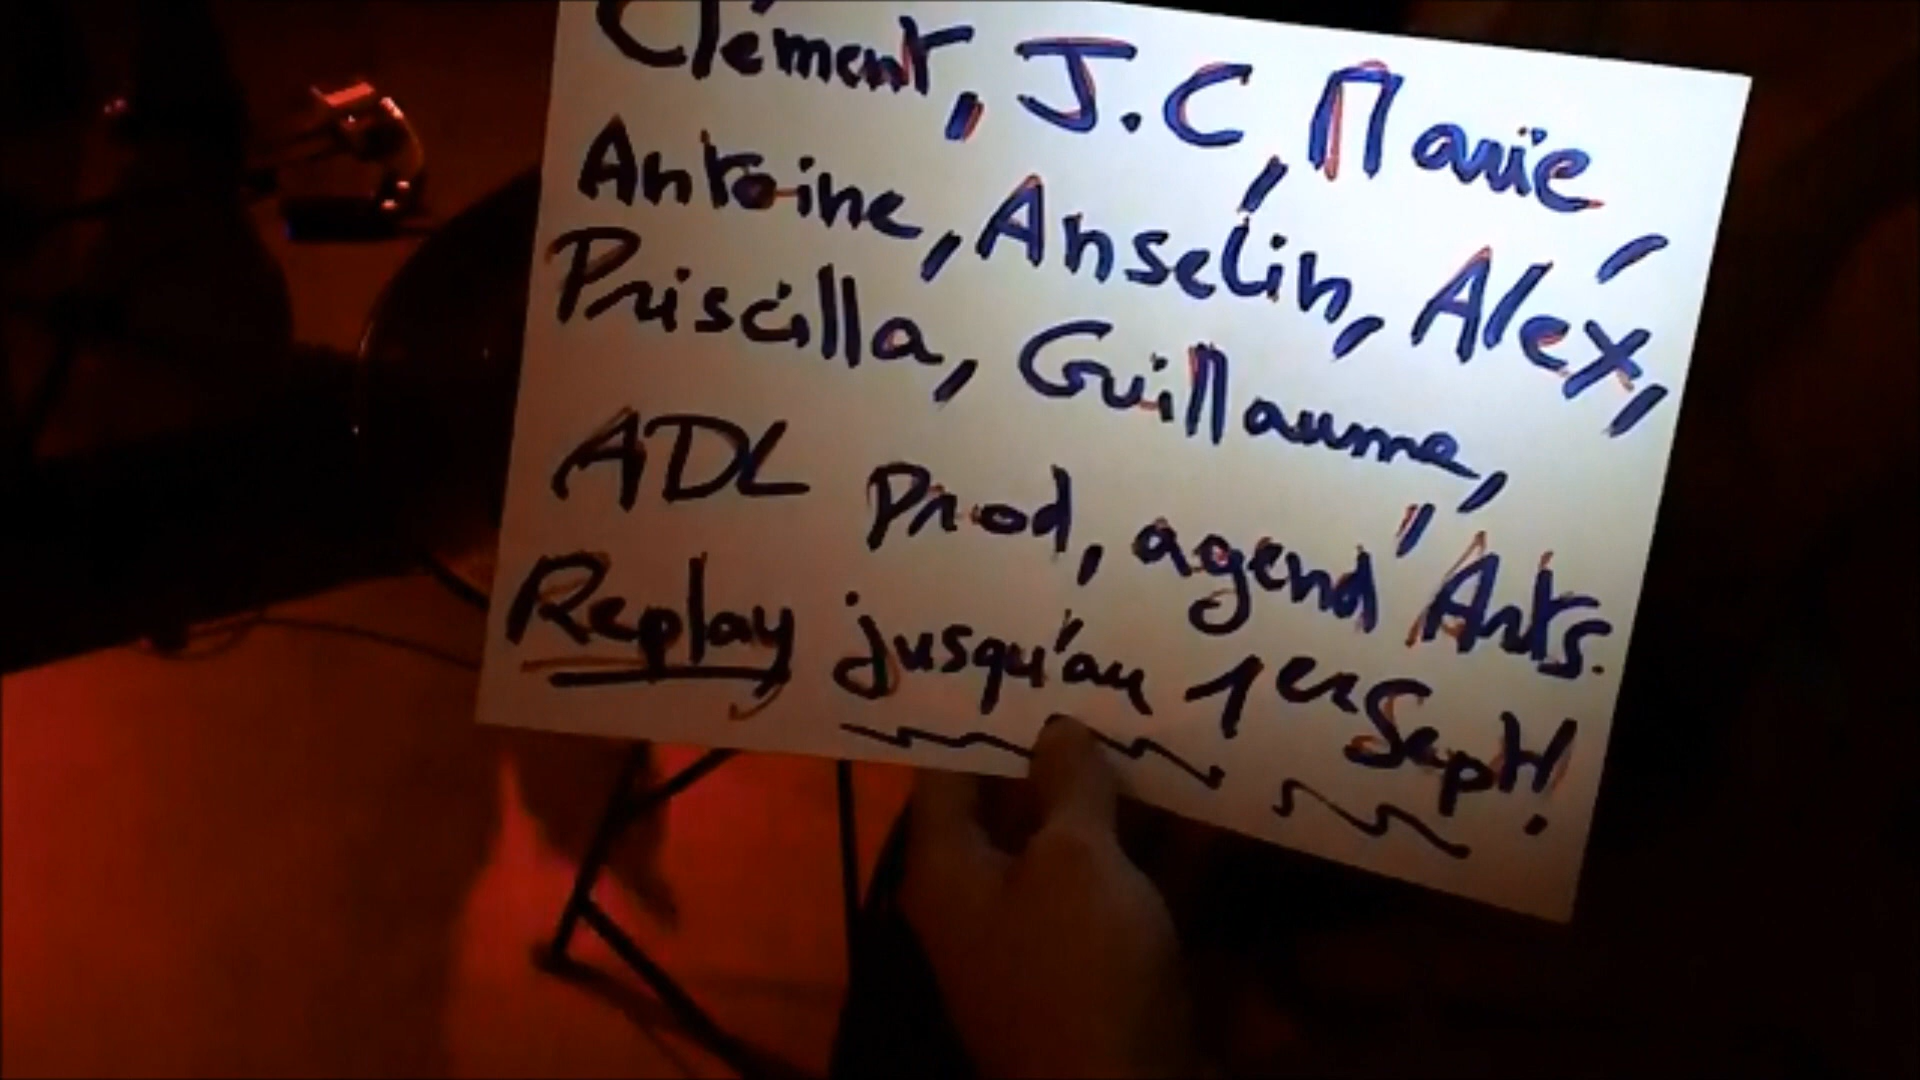 Clément, J.C, Marie,
Antoine, Anselin, Alex,
Priscilla, Guillaume,
ADL Prod, agend'Arts.
Replay jusqu'au 1er Sept!